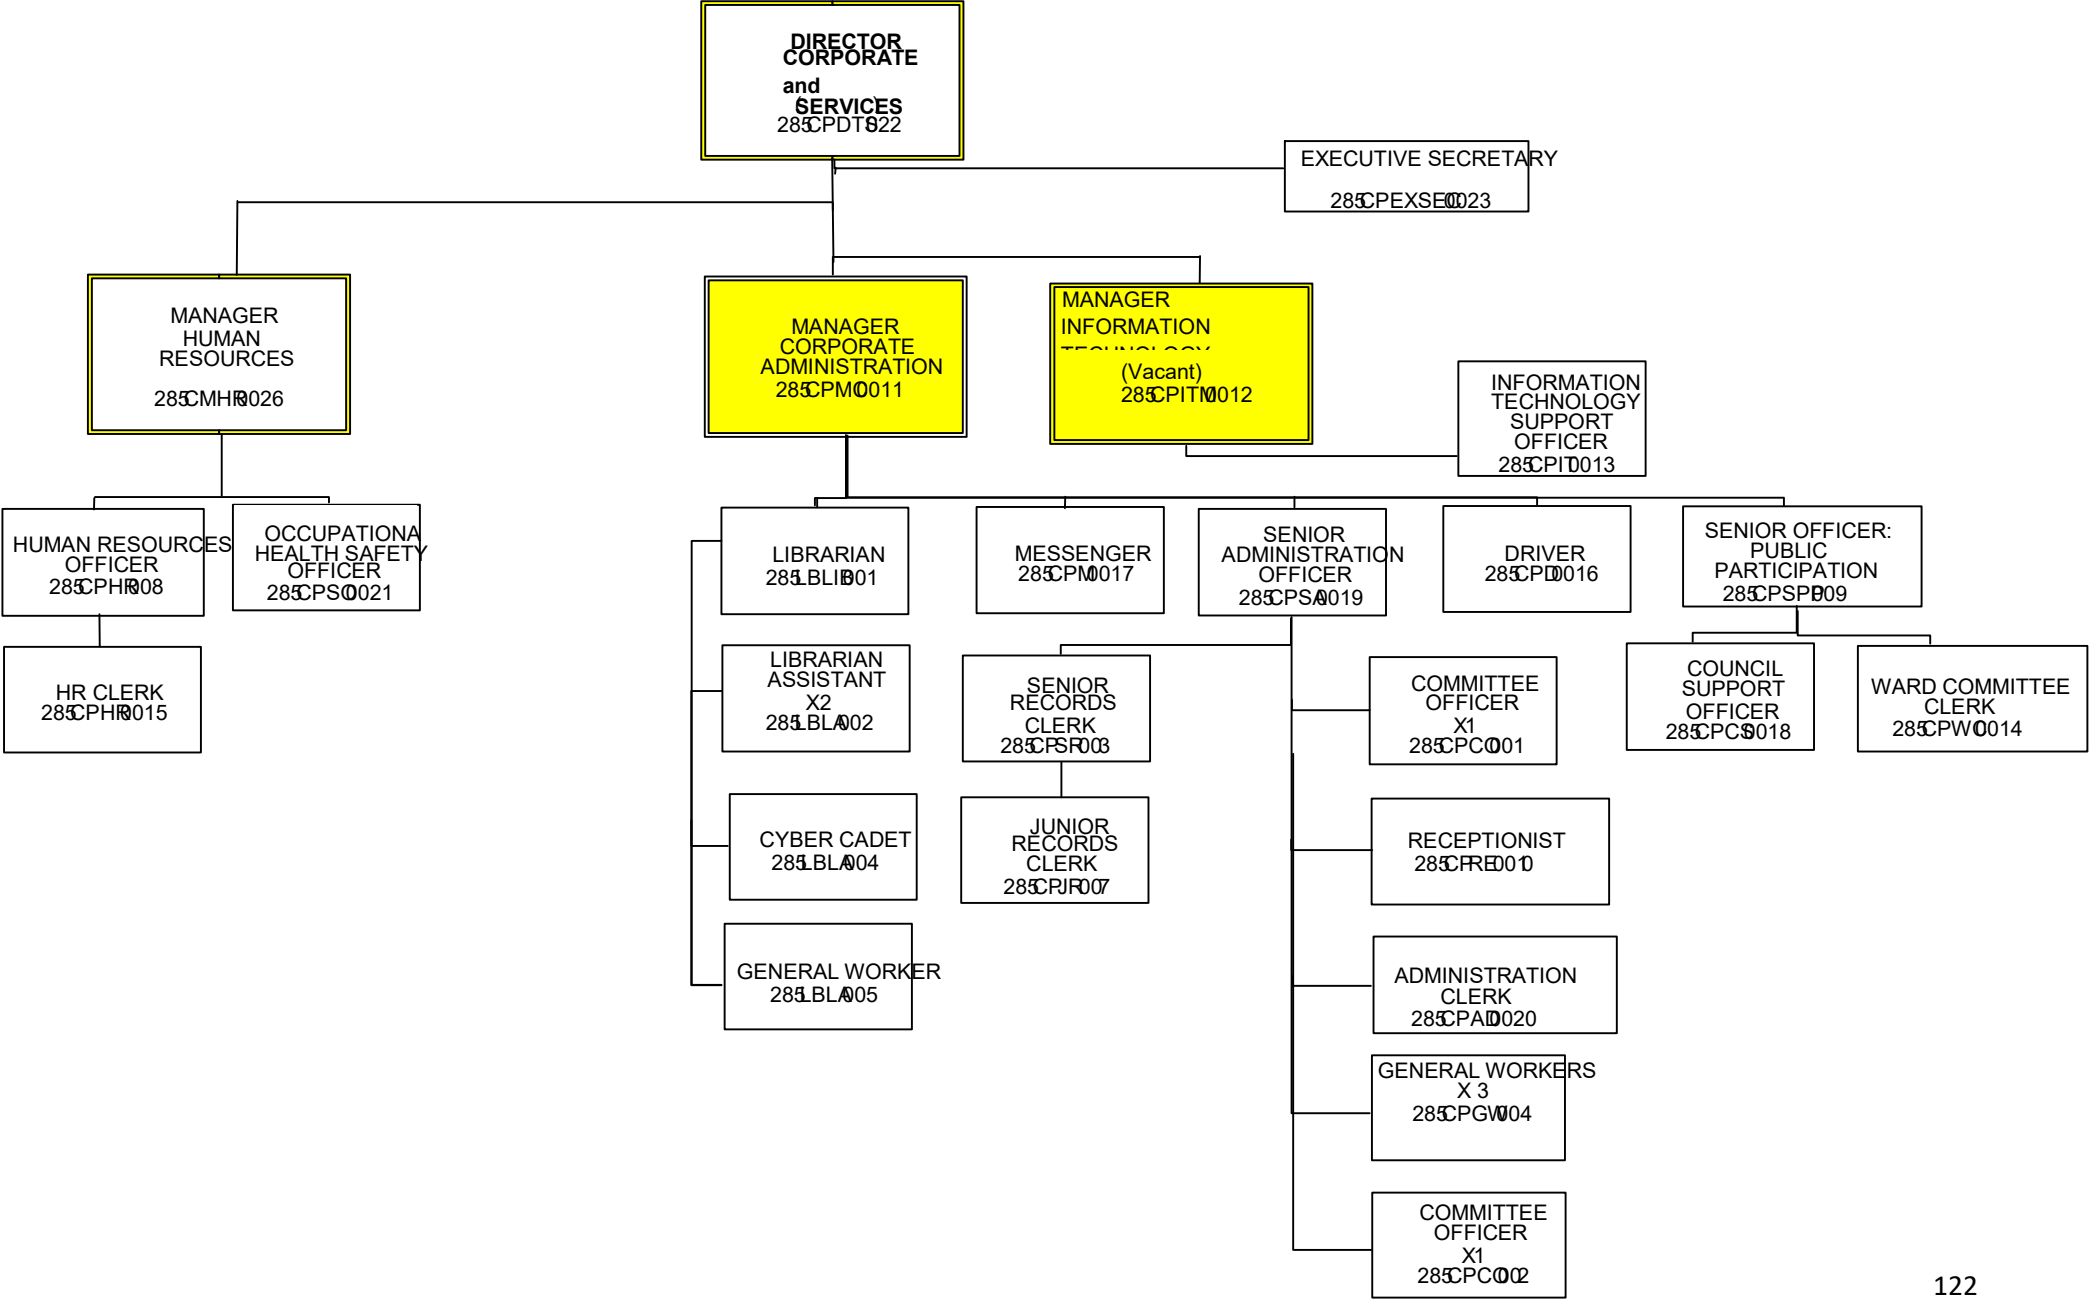 DIRECTOR
CORPORATE
and
SERVICES
285CPDTS022
EXECUTIVE SECRETARY
285CPEXSEC0023
MANAGER
HUMAN
RESOURCES
285CMHR0026
MANAGER
CORPORATE
ADMINISTRATION
285CPMC0011
MANAGER
INFORMATION
TECHNOLOGY
(Vacant)
285CPITM0012
INFORMATION
TECHNOLOGY
SUPPORT
OFFICER
285CPIT0013
HUMAN RESOURCES
OFFICER
285CPHR008
OCCUPATIONA
HEALTH SAFETY
OFFICER
285CPSO0021
LIBRARIAN
285LBLIB001
MESSENGER
285CPM0017
SENIOR
ADMINISTRATION
OFFICER
285CPSA0019
DRIVER
285CPD0016
SENIOR OFFICER:
PUBLIC
PARTICIPATION
285CPSPP009
HR CLERK
285CPHR0015
LIBRARIAN
ASSISTANT
X2
285LBLA002
SENIOR
RECORDS
CLERK
285CPSR003
COMMITTEE
OFFICER
X1
285CPCO001
COUNCIL
SUPPORT
OFFICER
285CPCS0018
WARD COMMITTEE
CLERK
285CPWC0014
CYBER CADET
285LBLA004
JUNIOR
RECORDS
CLERK
285CPJR007
RECEPTIONIST
285CPRE0010
GENERAL WORKER
285LBLA005
ADMINISTRATION
CLERK
285CPAD0020
GENERAL WORKERS
X 3
285CPGW004
COMMITTEE
OFFICER
X1
285CPCO002
122